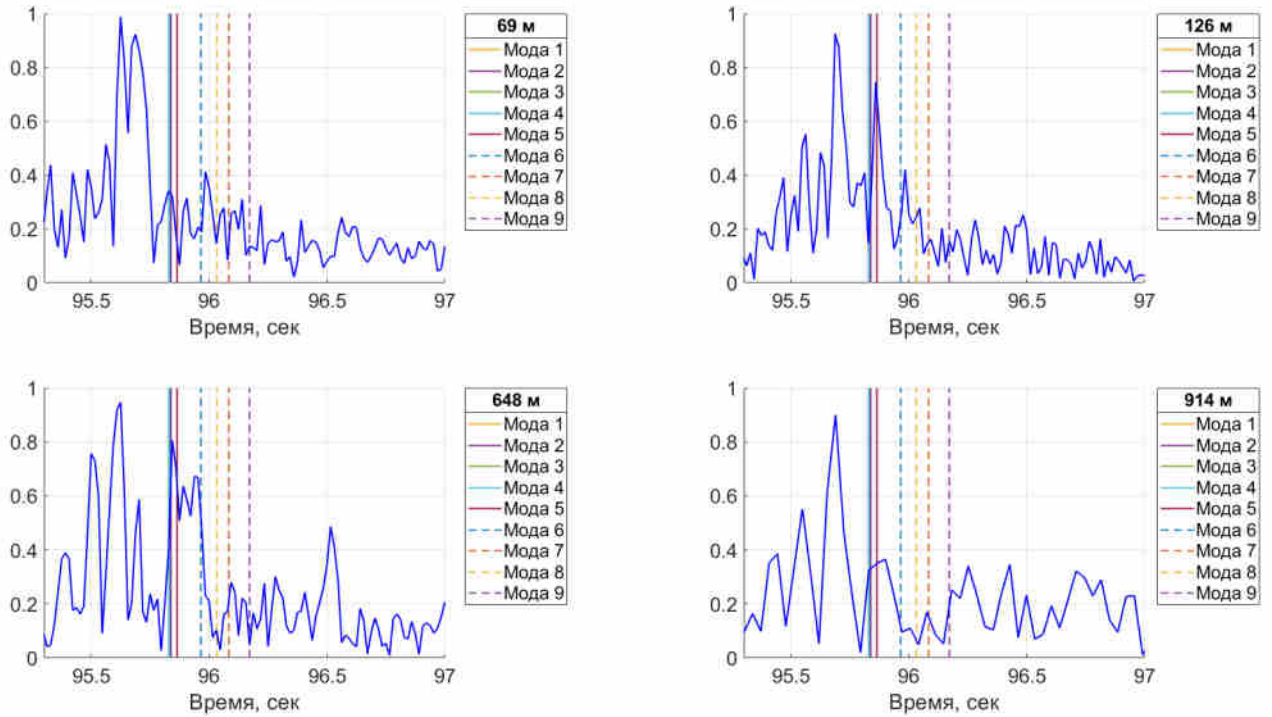 1
0.8
0.6
0.4
0.2
0
95.5
96
96.5
97
Время, сек
69 м
Мода 1
Мода 2
Мода 3
Мода 4
Мода 5
Мода 6
Мода 7
Мода 8
Мода 9
1
0.8
0.6
0.4
0.2
0
95.5
96
96.5
97
Время, сек
126 м
Мода 1
Мода 2
Мода 3
Мода 4
Мода 5
Мода 6
Мода 7
Мода 8
Мода 9
1
0.8
0.6
0.4
0.2
0
95.5
96
96.5
97
Время, сек
648 м
Мода 1
Мода 2
Мода 3
Мода 4
Мода 5
Мода 6
Мода 7
Мода 8
Мода 9
1
0.8
0.6
0.4
0.2
0
95.5
96
96.5
97
Время, сек
914 м
Мода 1
Мода 2
Мода 3
Мода 4
Мода 5
Мода 6
Мода 7
Мода 8
Мода 9